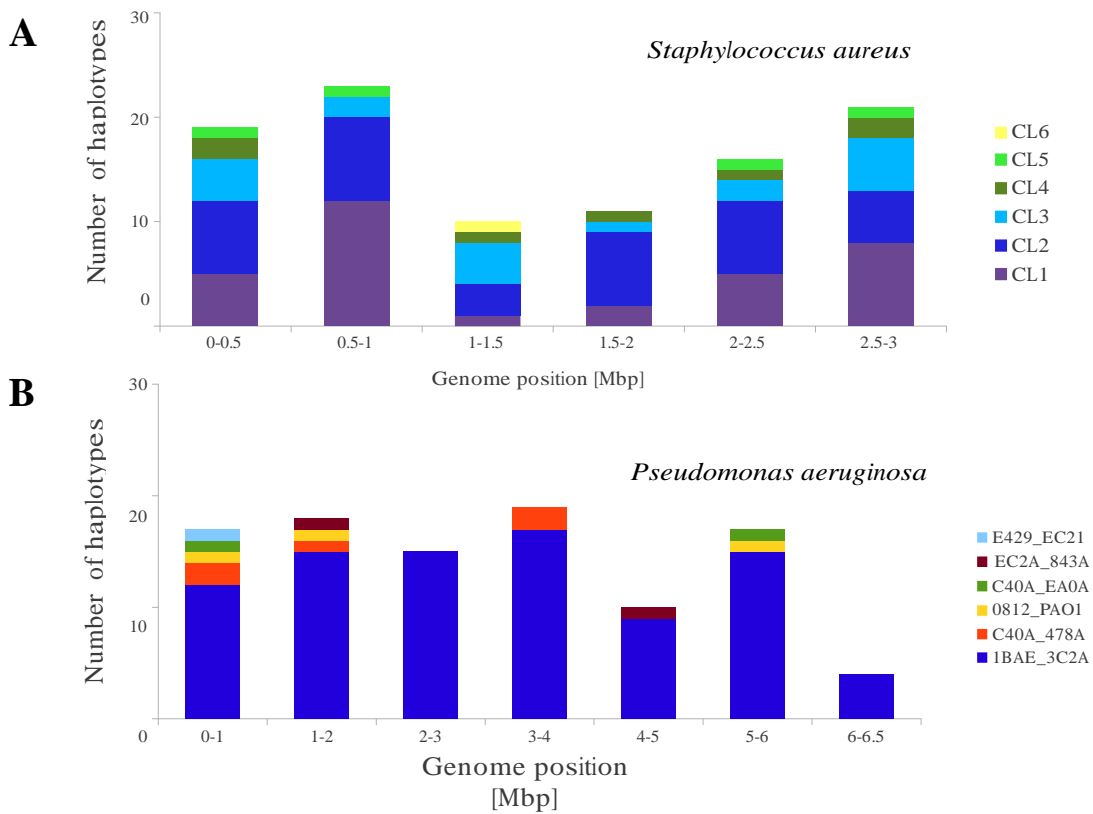 A
Staphylococcus aureus
Number of haplotypes
30
20
10
0
CL6
CL5
CL4
CL3
CL2
CL1
0-0.5 0.5-1 1-1.5 1.5-2 2-2.5 2.5-3
Genome position [Mbp]
B
Pseudomonas aeruginosa
Number of haplotypes
30
20
10
0
E429_EC21
EC2A_843A
C40A_EA0A
0812_PAO1
C40A_478A
1BAE_3C2A
0-1 1-2 2-3 3-4 4-5 5-6 6-6.5
Genome position
[Mbp]